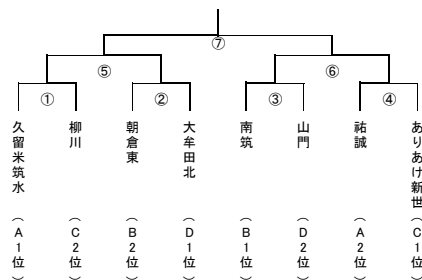 ⑦
⑤
⑥
①
②
③
④
久留米筑水
柳川
朝倉東
大牟田北
南筑
山門
祐誠
ありあけ新世
（A1位）
（C2位）
（B2位）
（D1位）
（B1位）
（D2位）
（A2位）
（C1位）